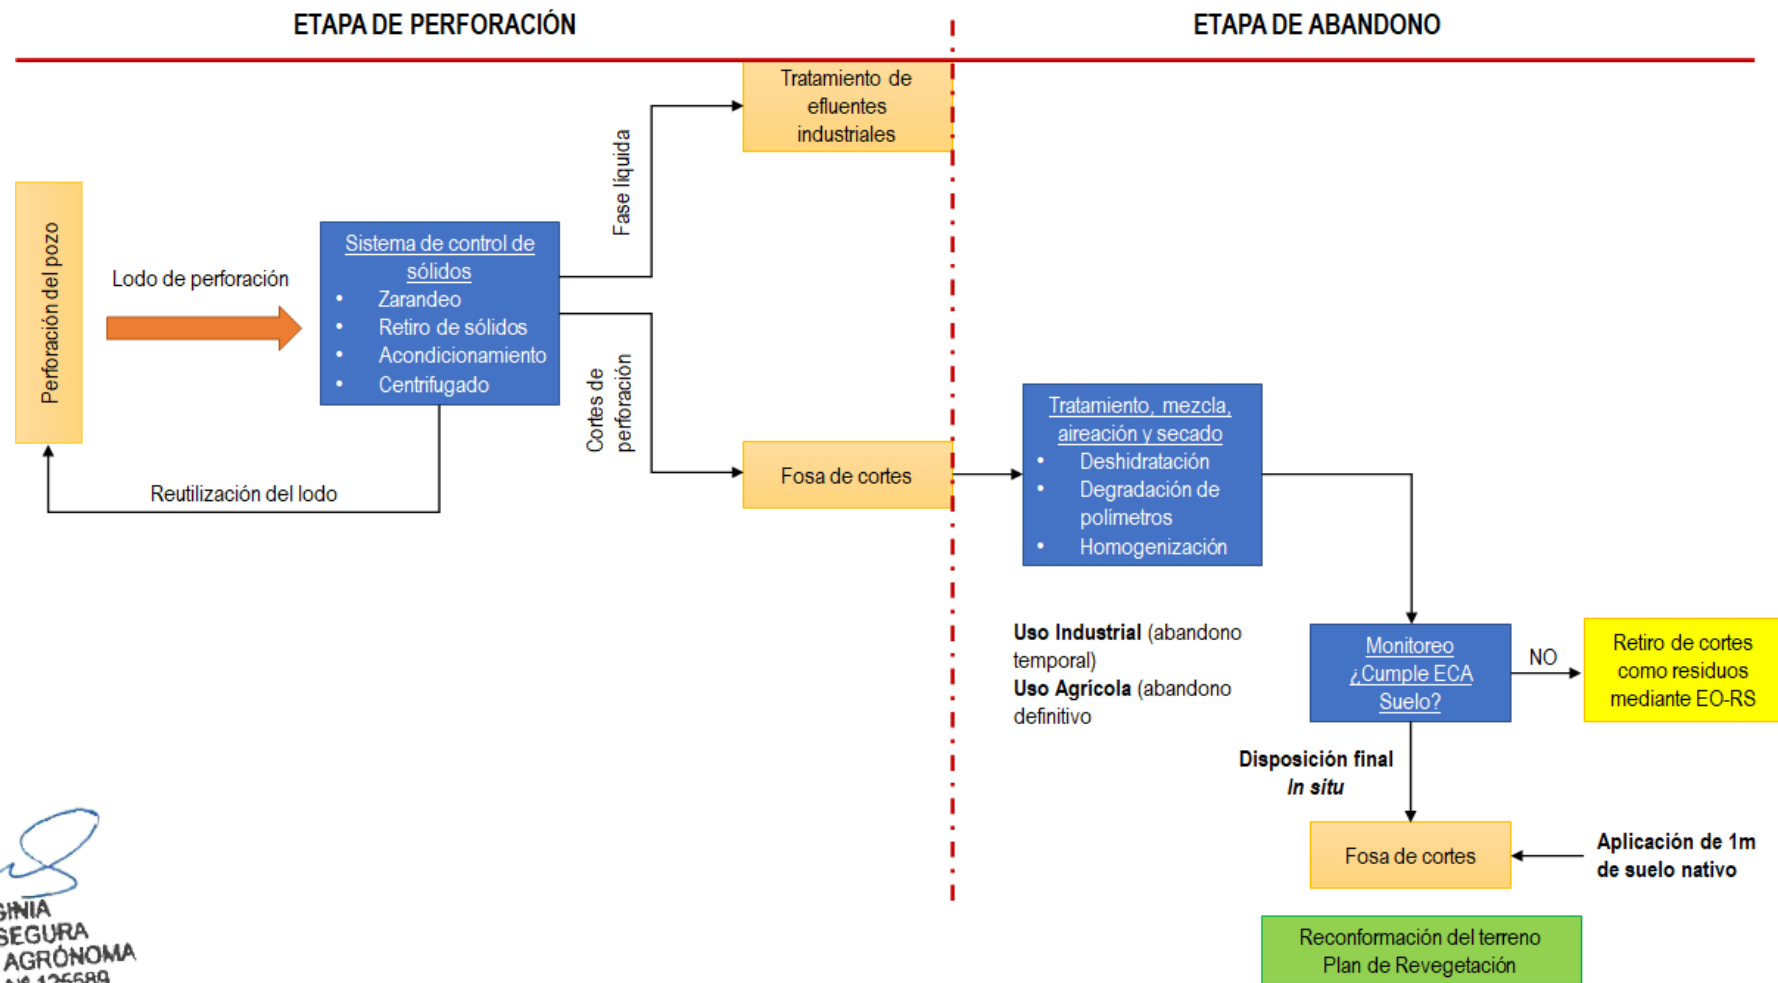 ETAPA DE PERFORACIÓN
ETAPA DE ABANDONO
Tratamiento de
efluentes
industriales
Fase líquida
Perforación del pozo
Lodo de perforación
Sistema de control de
sólidos
• Zarandeo
• Retiro de sólidos
• Acondicionamiento
• Centrifugado
Cortes de
perforación
Reutilización del lodo
Fosa de cortes
Tratamiento, mezcla,
aireación y secado
• Deshidratación
• Degradación de
polímetros
• Homogenización
Uso Industrial (abandono
temporal)
Uso Agrícola (abandono
definitivo
Monitoreo
¿Cumple ECA
Suelo?
NO
Retiro de cortes
como residuos
mediante EO-RS
Disposición final
In situ
Fosa de cortes
Aplicación de 1m
de suelo nativo
Reconformación del terreno
Plan de Revegetación
SEGURA
AGRÓNOMA